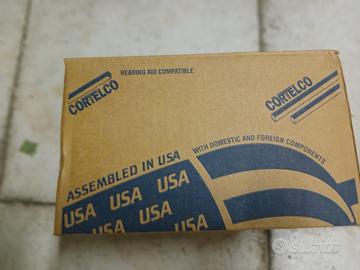 CORTELCO
HEARING AID COMPATIBLE
CORTELCO
ASSEMBLED IN USA
WITH DOMESTIC AND FOREIGN COMPONENTS
USA USA USA USA
USA USA USA
USA
subito